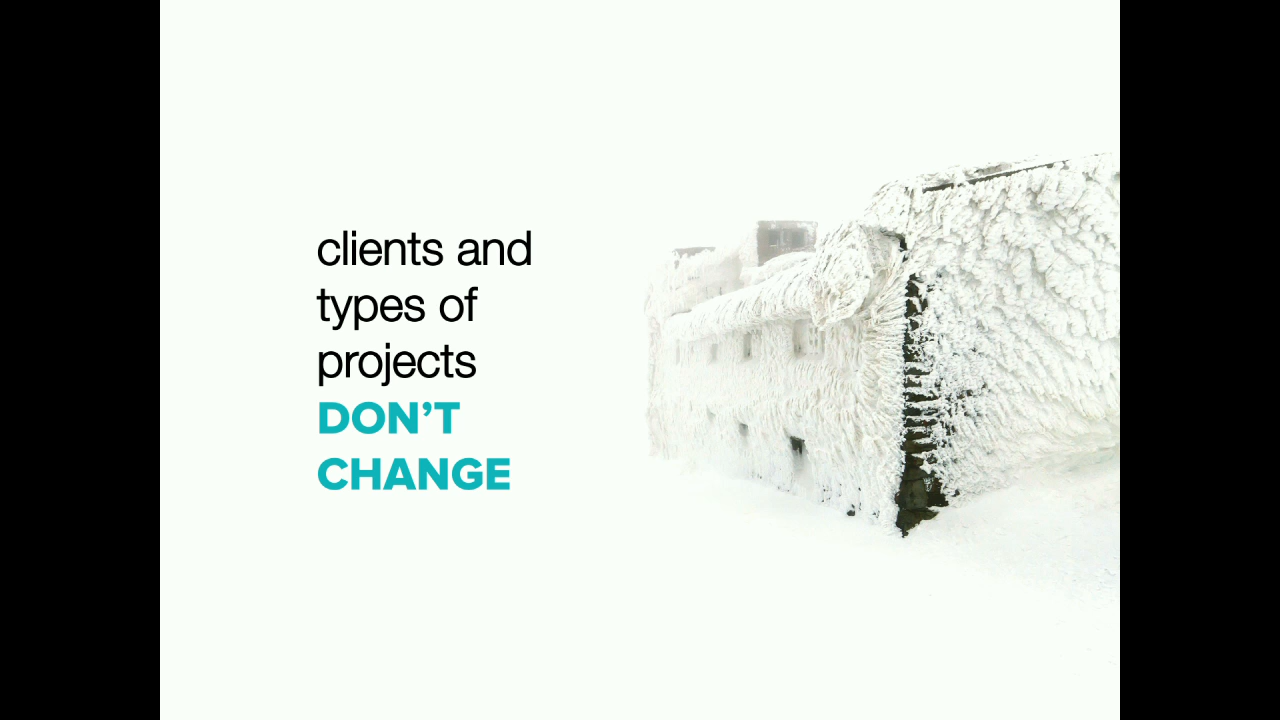 clients and
types of
projects
DON’T
CHANGE